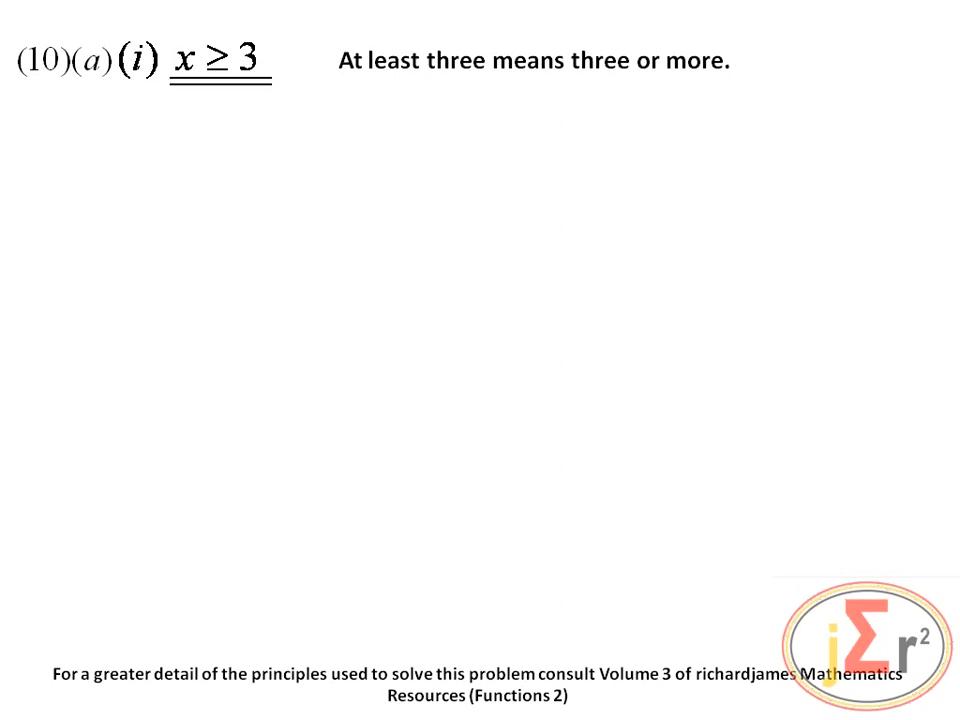 (10)(a) (i) x ≥ 3 At least three means three or more.
jΣr²
For a greater detail of the principles used to solve this problem consult Volume 3 of richardjames Mathematics
Resources (Functions 2)